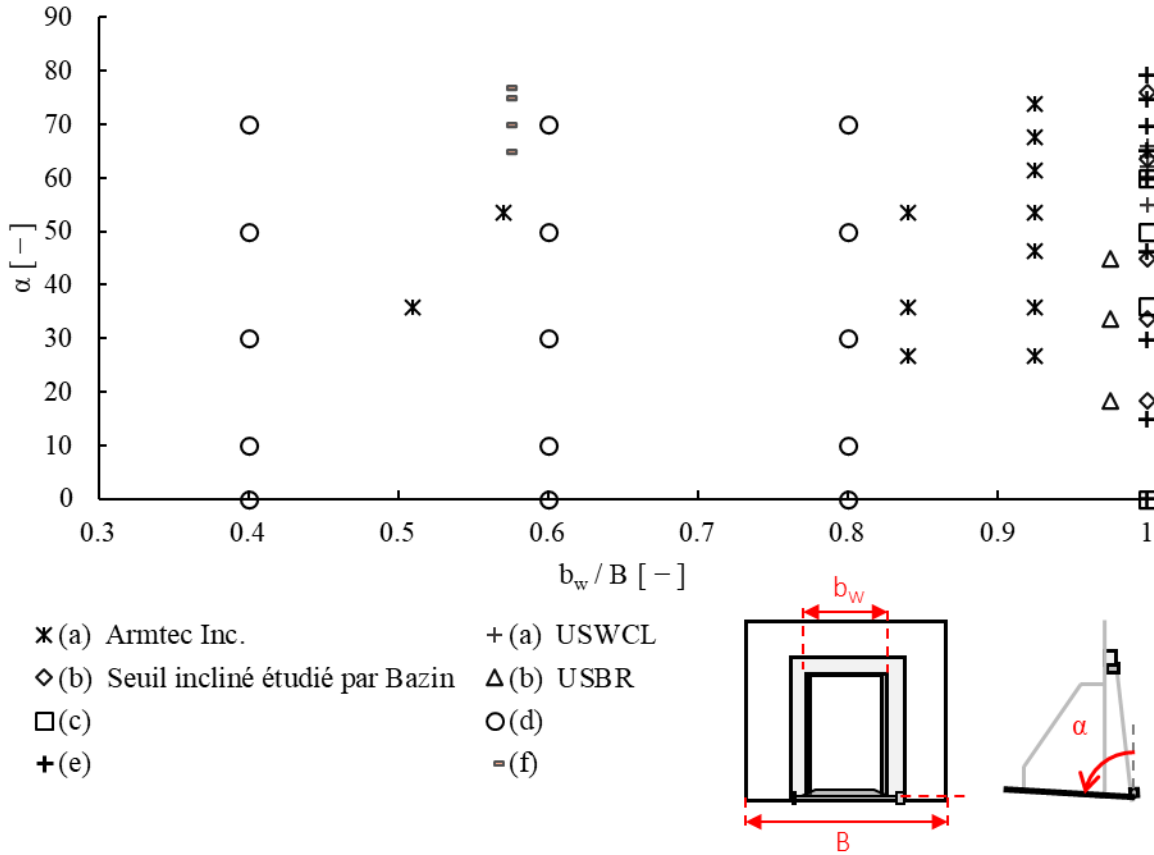 90
80
70
60
50
40
30
20
10
0
α [ − ]
0.3 0.4 0.5 0.6 0.7 0.8 0.9 1
b_w / B [ − ]
(a) Armtec Inc.
(a) USWCL
(b) Seuil incliné étudié par Bazin
(b) USBR
(c)
(d)
(e)
(f)
b_w
α
B